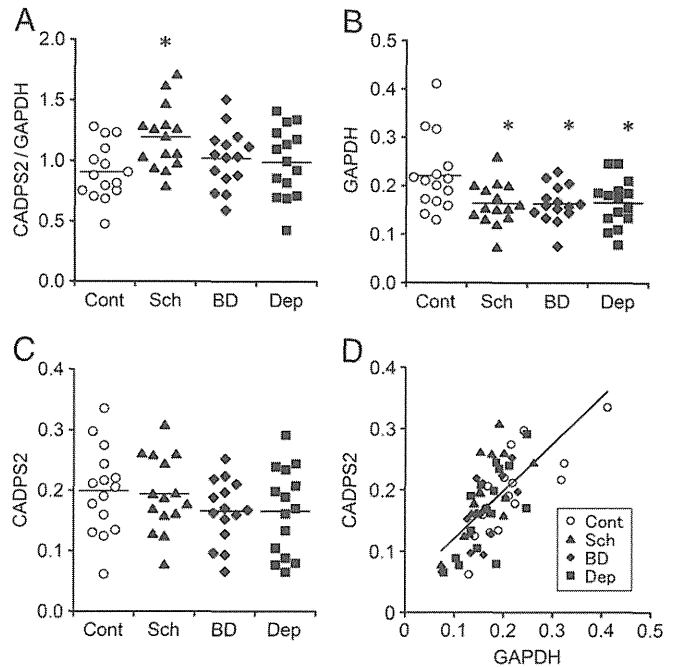 A
*
2.0
1.5
1.0
0.5
0.0
CADPS2 / GAPDH
Cont Sch BD Dep
B
* * *
0.5
0.3
0.2
0.1
0.0
GAPDH
Cont Sch BD Dep
C
0.4
0.3
0.2
0.1
0.0
CADPS2
Cont Sch BD Dep
D
0.4
0.3
0.2
0.1
0
CADPS2
Cont
Sch
BD
Dep
0 0.1 0.2 0.3 0.4 0.5
GAPDH